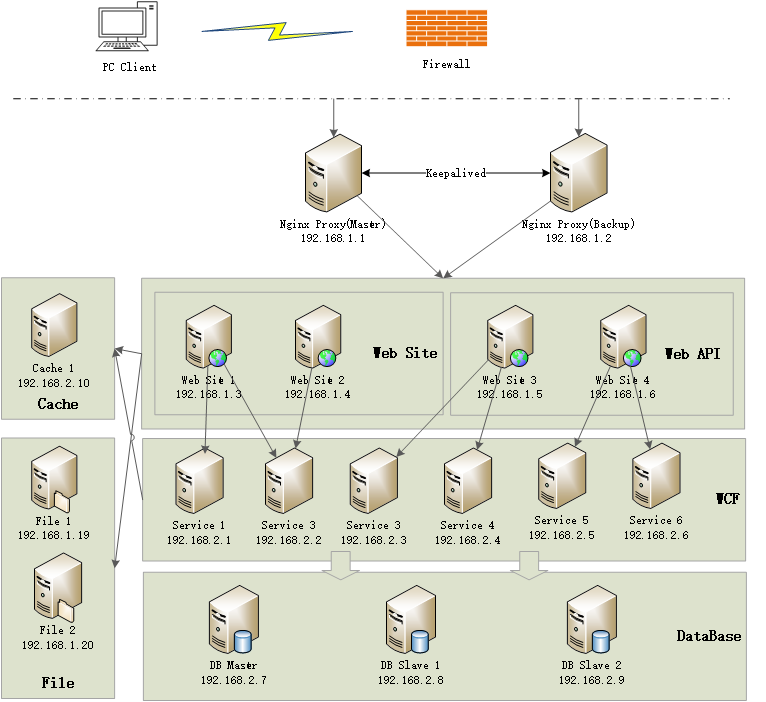 PC Client
Firewall
Keepalived
Nginx Proxy(Master)
192.168.1.1
Nginx Proxy(Backup)
192.168.1.2
Cache 1
192.168.2.10
Cache
Web Site 1
192.168.1.3
Web Site 2
192.168.1.4
Web Site
Web Site 3
192.168.1.5
Web Site 4
192.168.1.6
Web API
File 1
192.168.1.19
File 2
192.168.1.20
File
Service 1
192.168.2.1
Service 3
192.168.2.2
Service 3
192.168.2.3
Service 4
192.168.2.4
Service 5
192.168.2.5
Service 6
192.168.2.6
WCF
DB Master
192.168.2.7
DB Slave 1
192.168.2.8
DB Slave 2
192.168.2.9
DataBase